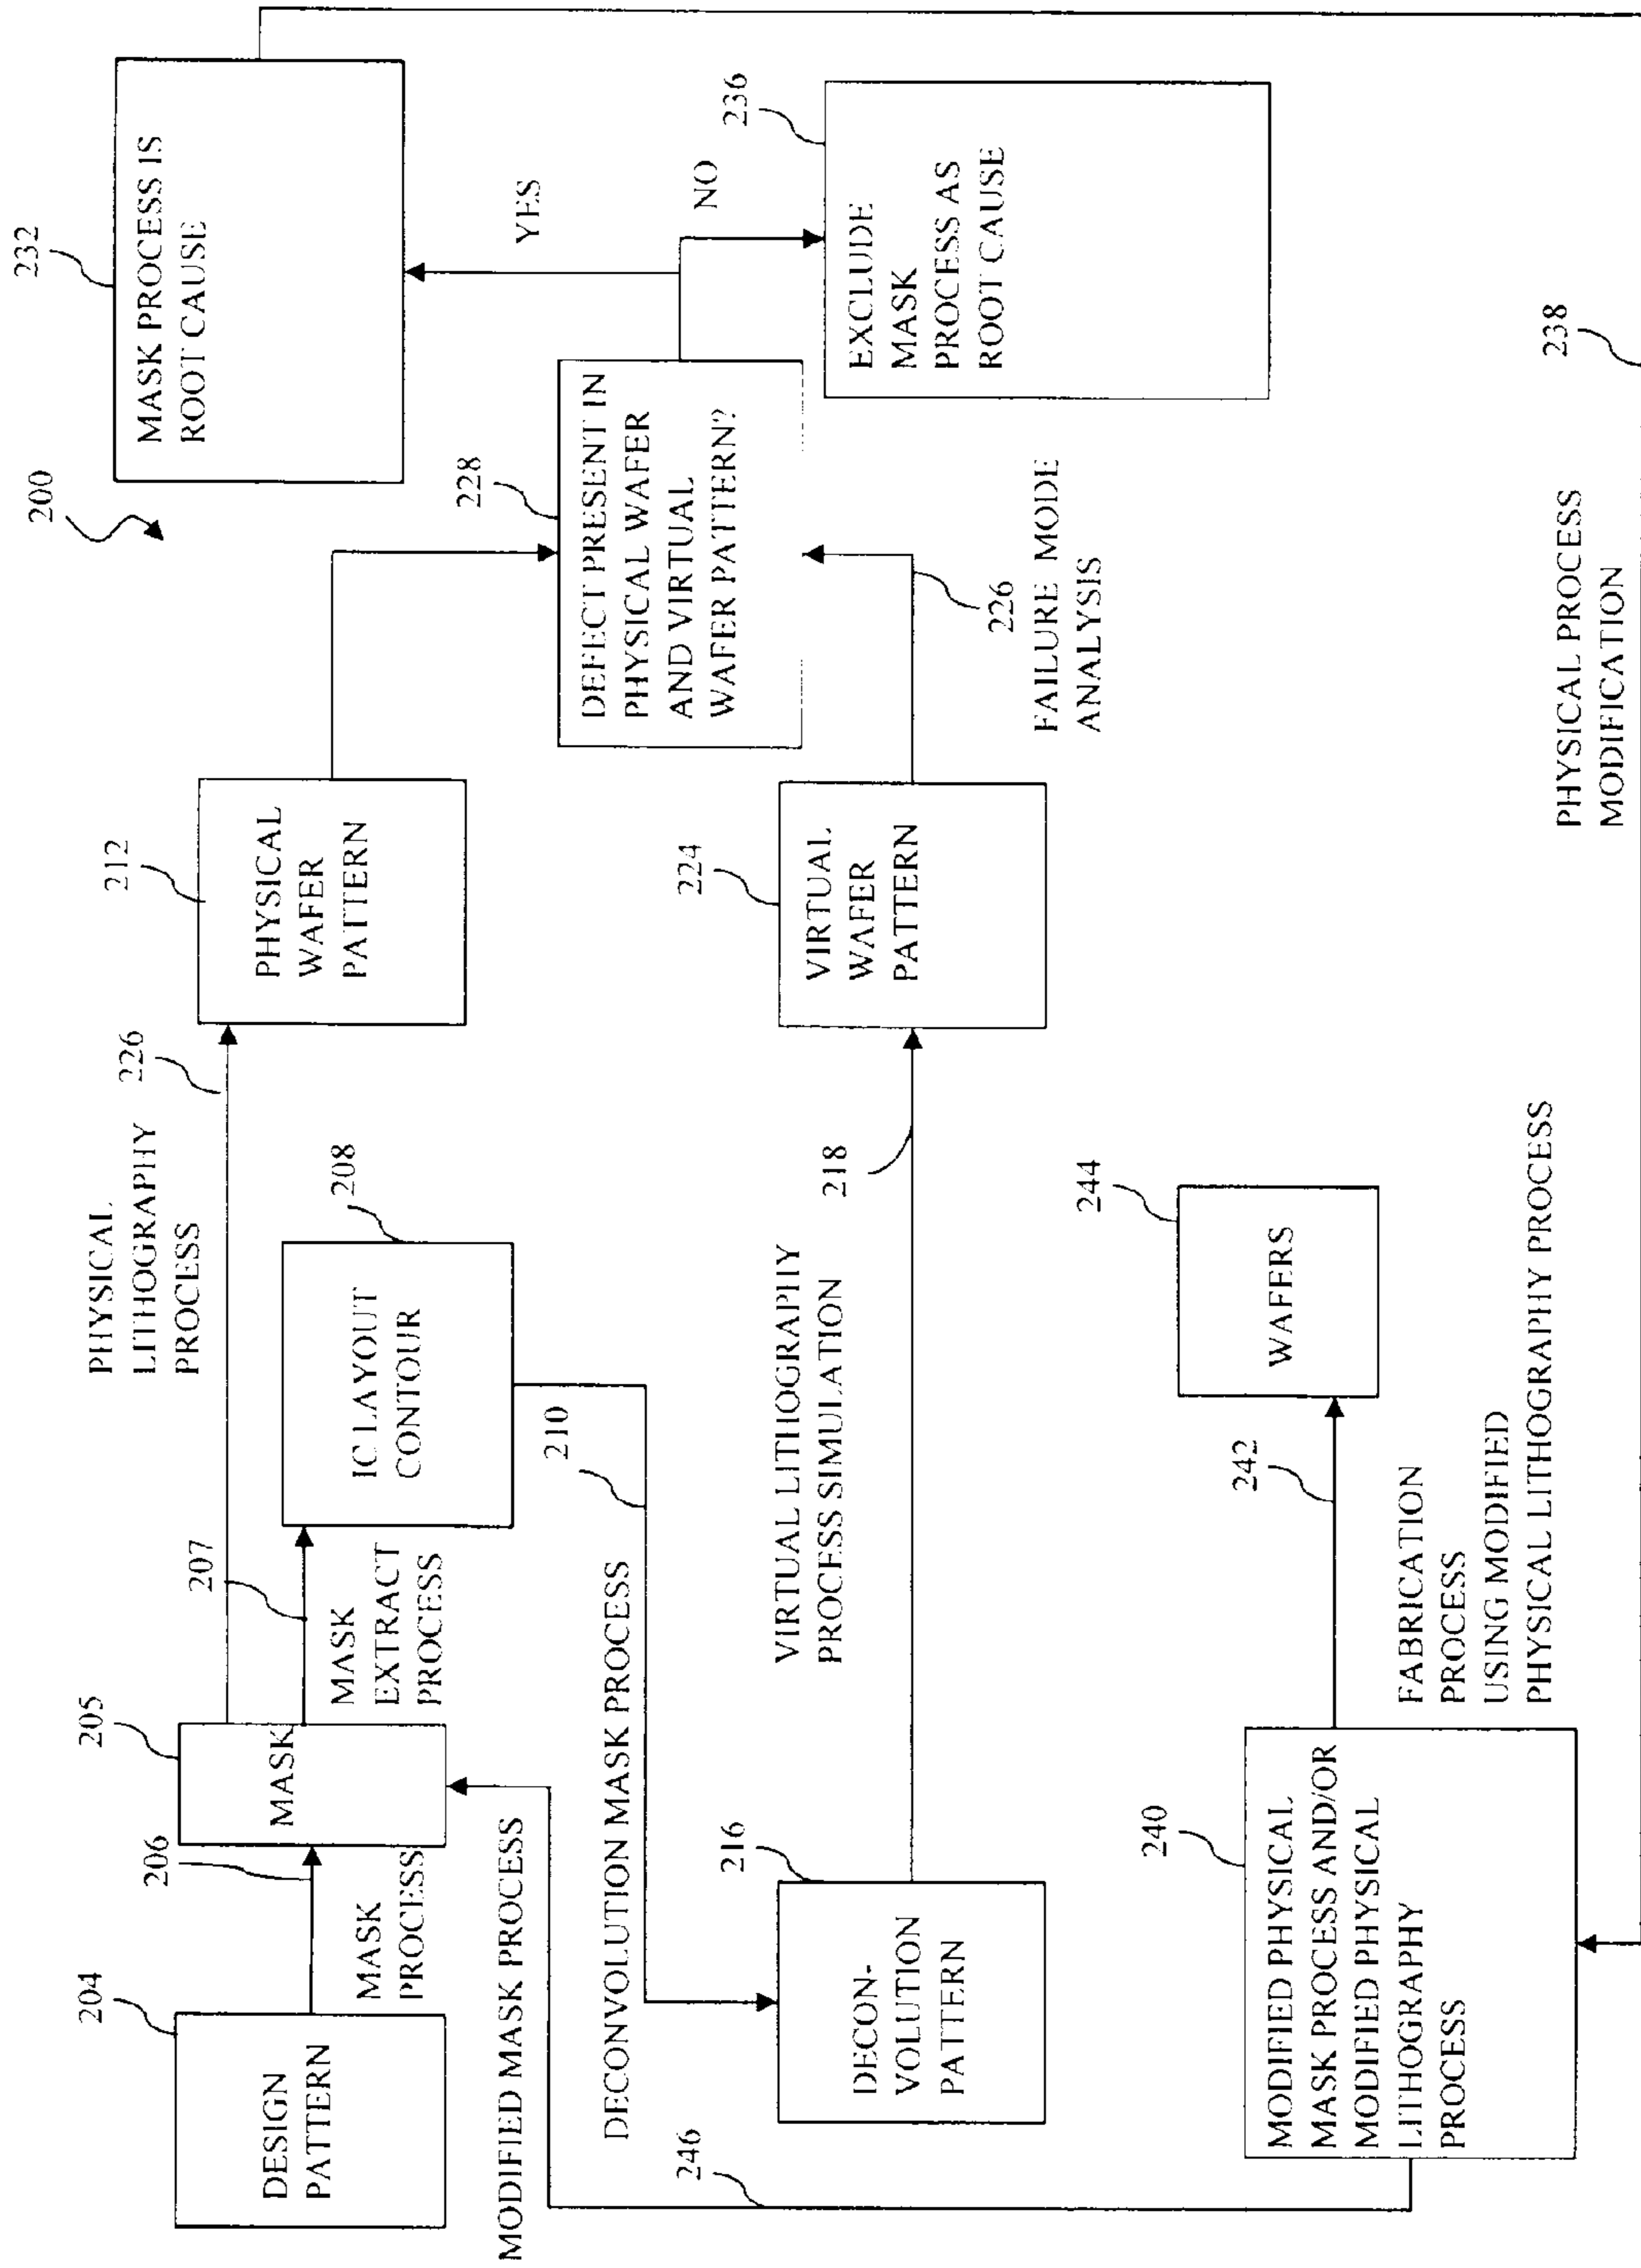 200
204
DESIGN
PATTERN
206
MASK
PROCESS
205
MASK
207
MASK
EXTRACT
PROCESS
208
IC LAYOUT
CONTOUR
PHYSICAL
LITHOGRAPHY
PROCESS
226
212
PHYSICAL
WAFER
PATTERN
232
MASK PROCESS IS
ROOT CAUSE
YES
228
DEFECT PRESENT IN
PHYSICAL WAFER
AND VIRTUAL
WAFER PATTERN?
NO
236
EXCLUDE
MASK
PROCESS AS
ROOT CAUSE
MODIFIED MASK PROCESS
DECONVOLUTION MASK PROCESS
210
216
DECON-
VOLUTION
PATTERN
VIRTUAL LITHOGRAPHY
PROCESS SIMULATION
218
224
VIRTUAL
WAFER
PATTERN
226
FAILURE MODE
ANALYSIS
246
240
MODIFIED PHYSICAL
MASK PROCESS AND/OR
MODIFIED PHYSICAL
LITHOGRAPHY
PROCESS
242
FABRICATION
PROCESS
USING MODIFIED
PHYSICAL LITHOGRAPHY PROCESS
244
WAFERS
PHYSICAL PROCESS
MODIFICATION
238